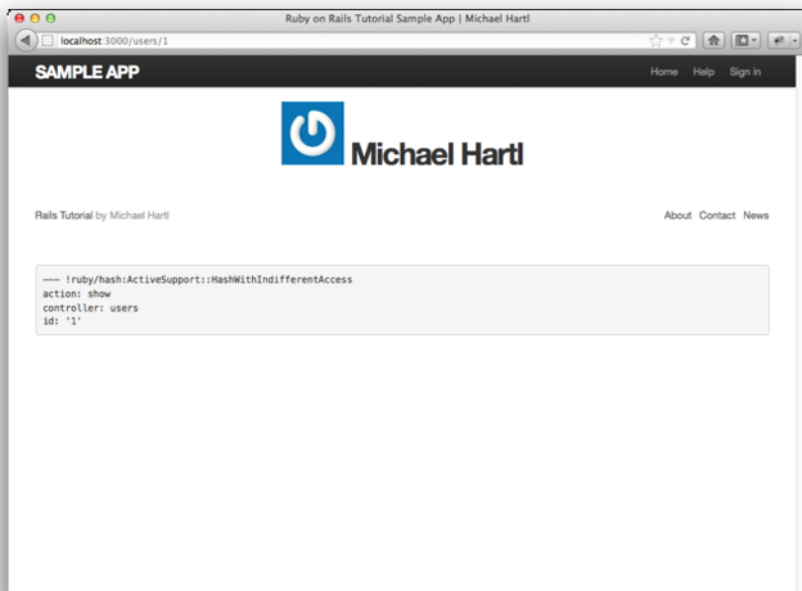 Ruby on Rails Tutorial Sample App | Michael Hartl
localhost:3000/users/1
SAMPLE APP
Home Help Sign in
Michael Hartl
Rails Tutorial by Michael Hartl
About Contact News
--- !ruby/hash:ActiveSupport::HashWithIndifferentAccess
action: show
controller: users
id: '1'